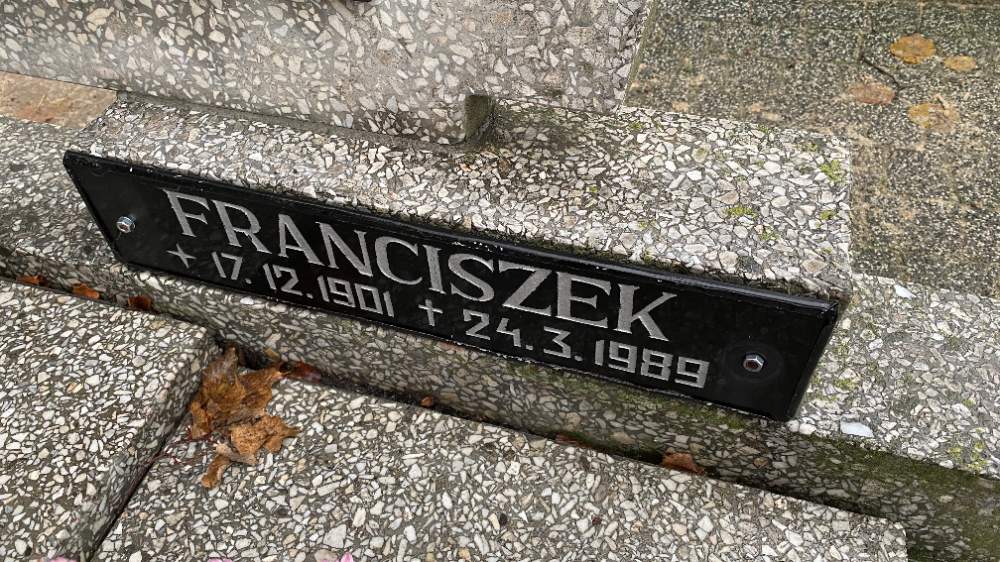 FRANCISZEK
* 17.12.1901 † 24.3.1989